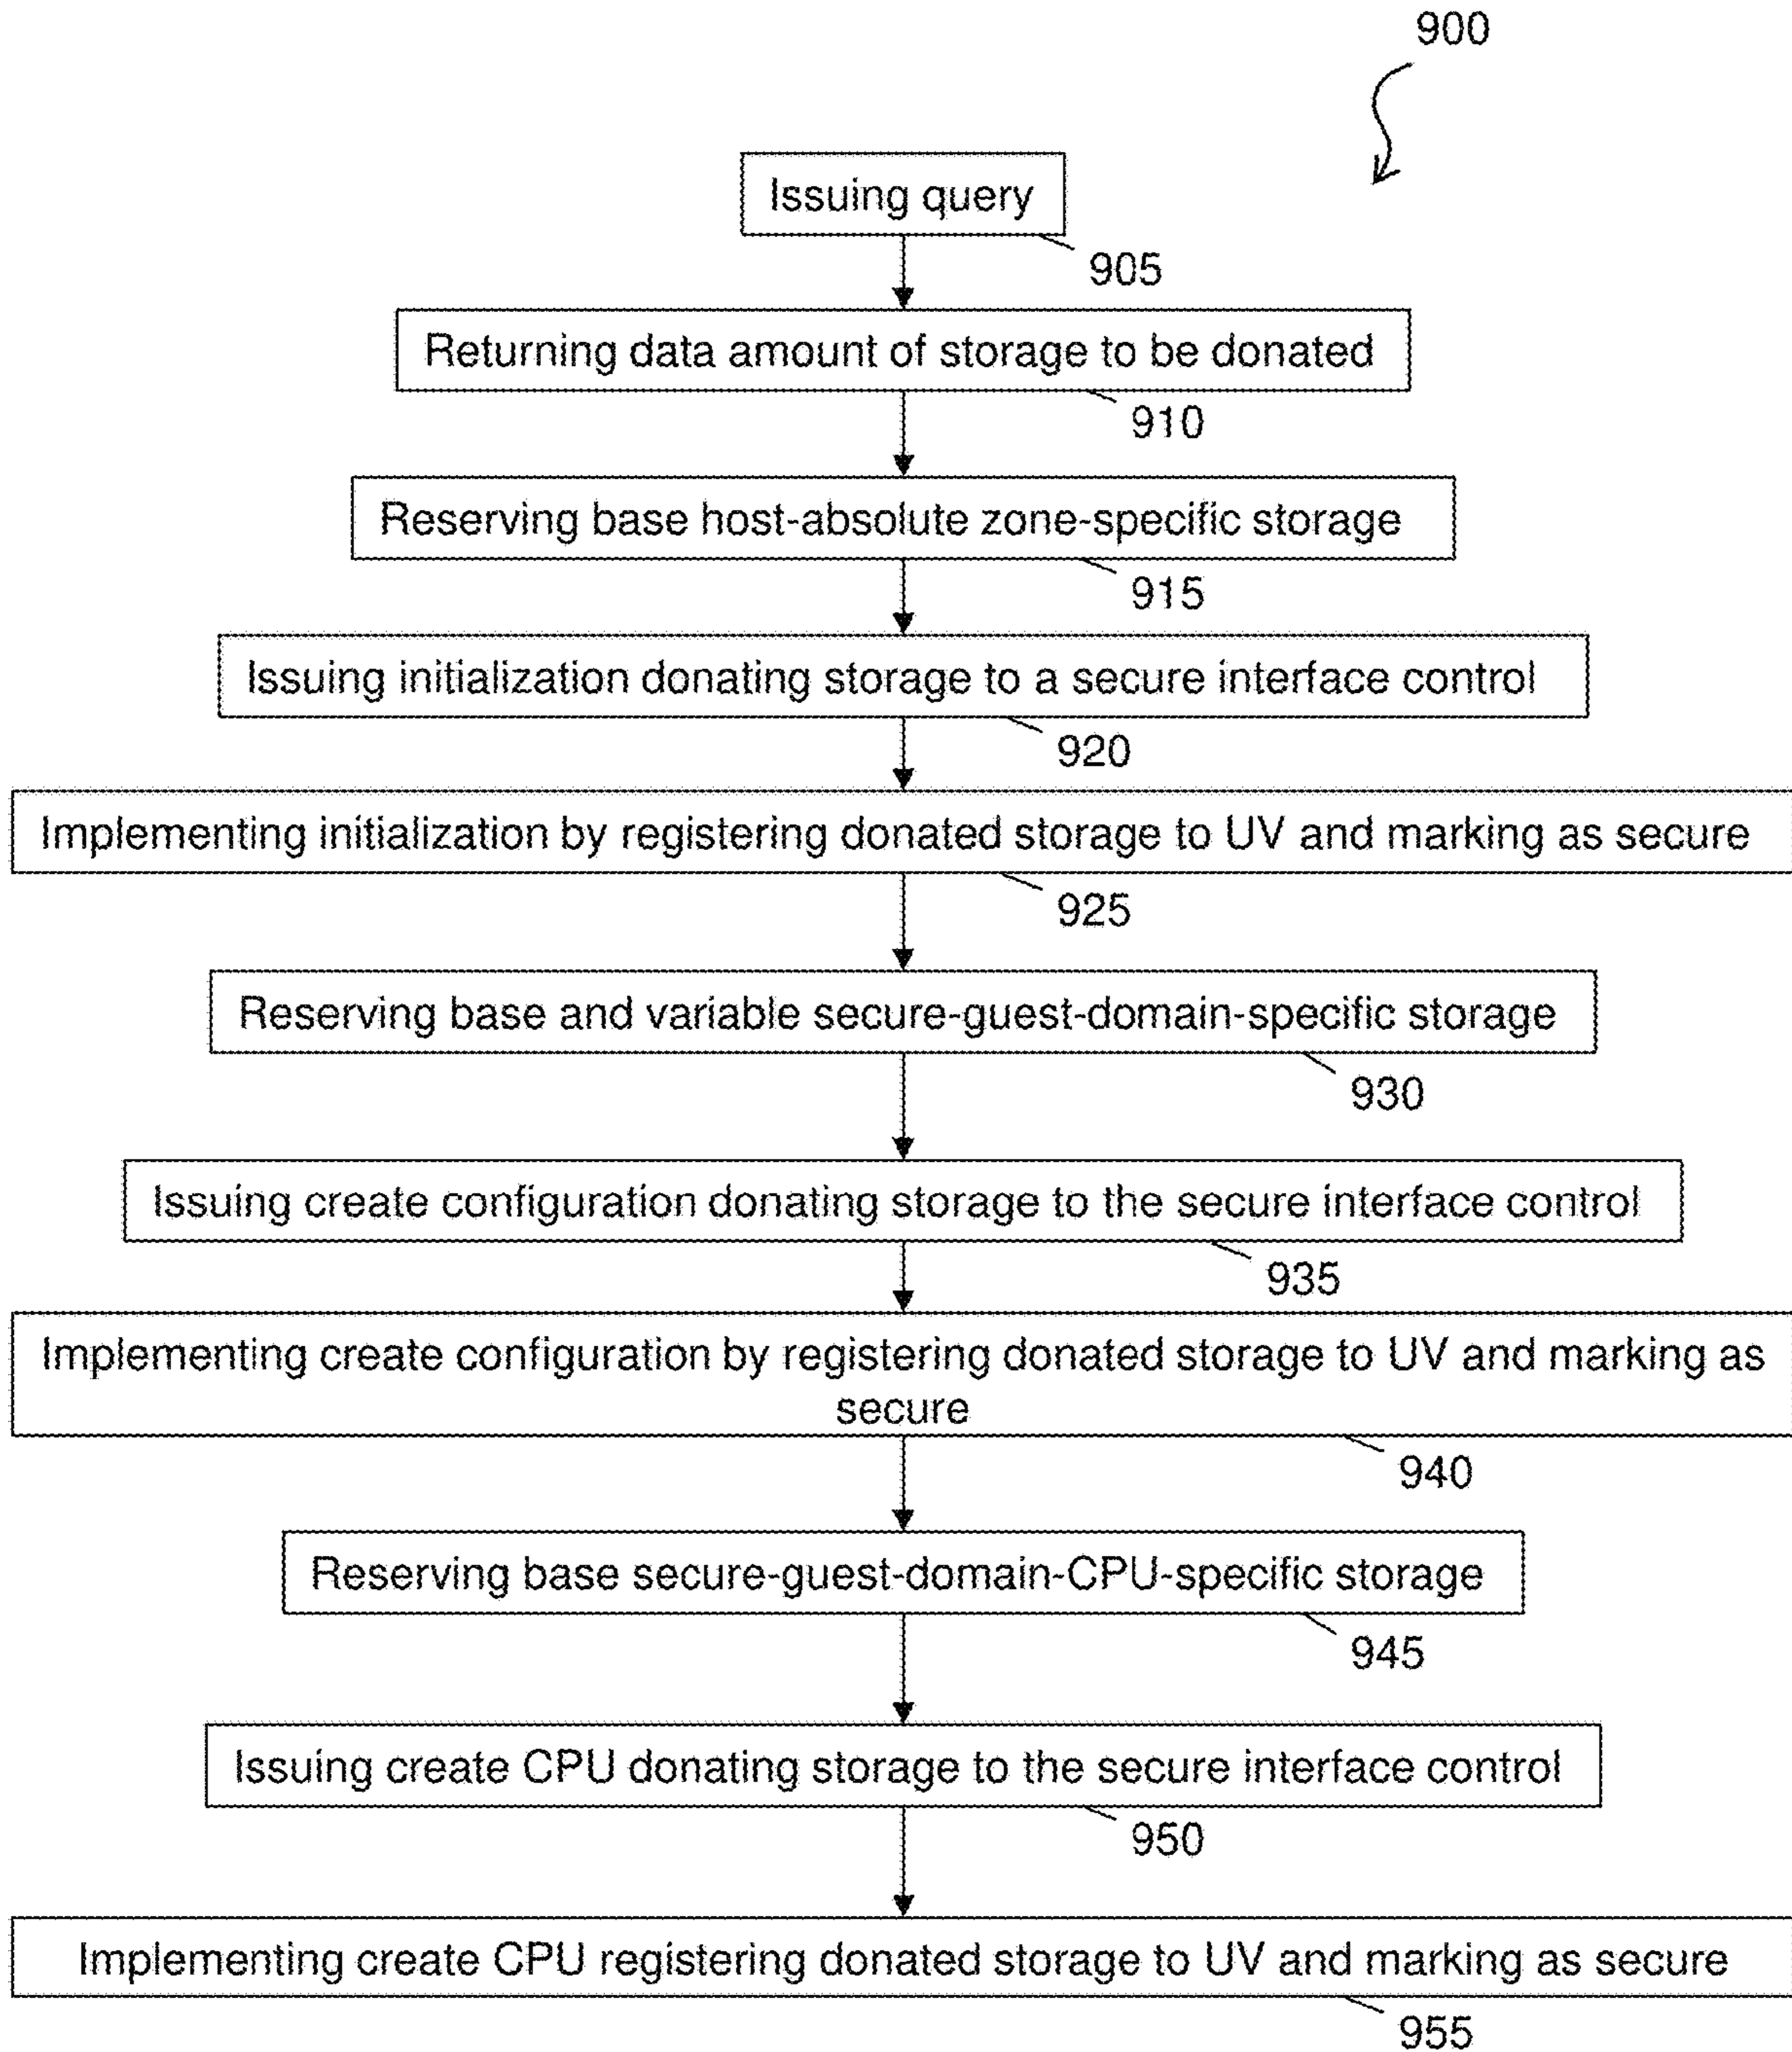 900
Issuing query
905
Returning data amount of storage to be donated
910
Reserving base host-absolute zone-specific storage
915
Issuing initialization donating storage to a secure interface control
920
Implementing initialization by registering donated storage to UV and marking as secure
925
Reserving base and variable secure-guest-domain-specific storage
930
Issuing create configuration donating storage to the secure interface control
935
Implementing create configuration by registering donated storage to UV and marking as
secure
940
Reserving base secure-guest-domain-CPU-specific storage
945
Issuing create CPU donating storage to the secure interface control
950
Implementing create CPU registering donated storage to UV and marking as secure
955